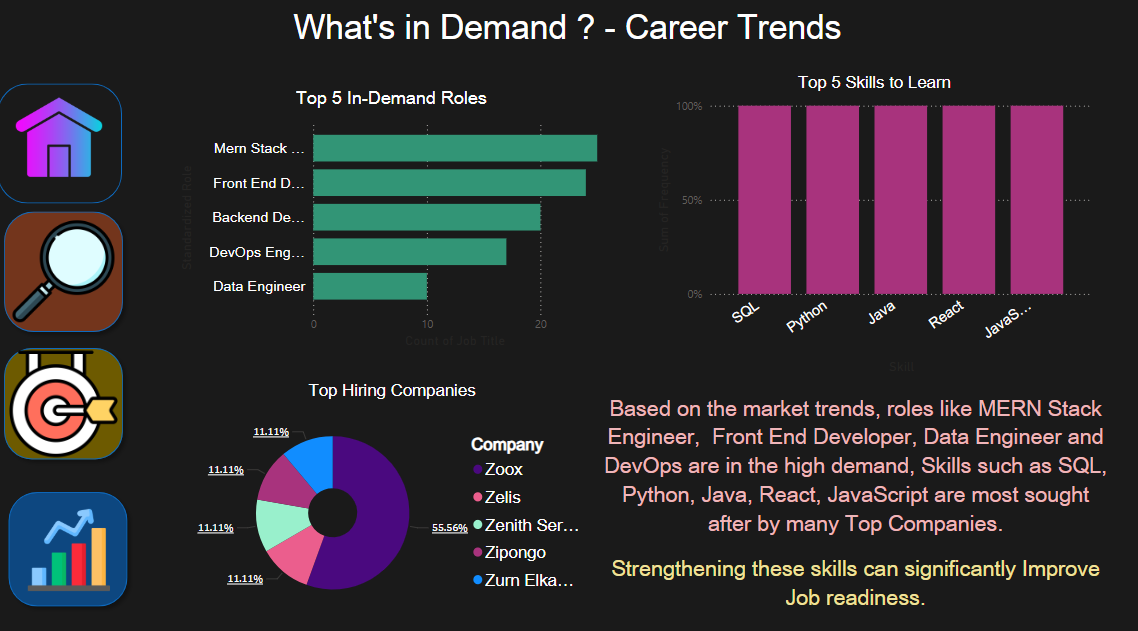 What's in Demand ? - Career Trends
Top 5 In-Demand Roles
Standardised Role
Mern Stack ...
Front End D...
Backend De...
DevOps Eng...
Data Engineer
0
10
20
Count of Job Title
Top 5 Skills to Learn
Sum of Frequency
100%
50%
0%
SQL
Python
Java
React
JavaS...
Skill
Top Hiring Companies
11.11%
11.11%
11.11%
11.11%
55.56%
Company
Zoox
Zelis
Zenith Ser...
Zipongo
Zurn Elka...
Based on the market trends, roles like MERN Stack
Engineer,  Front End Developer, Data Engineer and
DevOps are in the high demand, Skills such as SQL,
Python, Java, React, JavaScript are most sought
after by many Top Companies.
Strengthening these skills can significantly Improve
Job readiness.